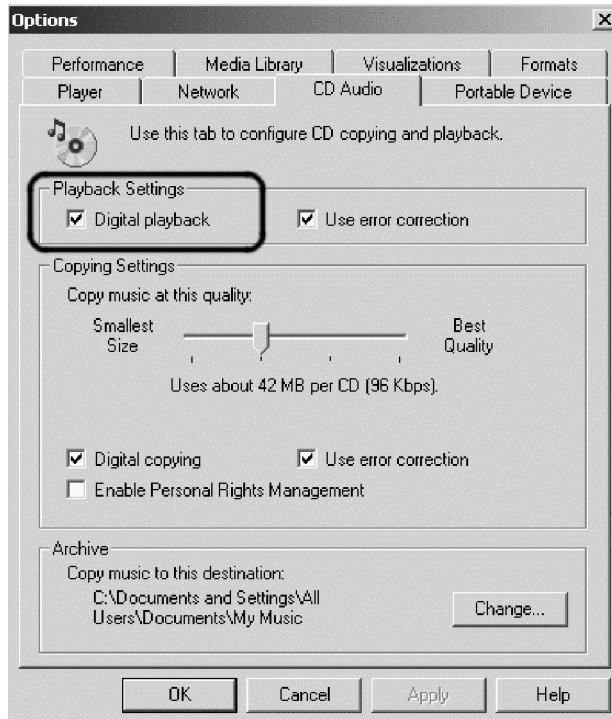 Options
Performance Media Library Visualizations Formats
Player Network CD Audio Portable Device
Use this tab to configure CD copying and playback.
Playback Settings
Digital playback Use error correction
Copying Settings
Copy music at this quality:
Smallest Size Best Quality
Uses about 42 MB per CD (96 Kbps).
Digital copying Use error correction
Enable Personal Rights Management
Archive
Copy music to this destination:
C:\Documents and Settings\All
Users\Documents\My Music
Change...
OK Cancel Apply Help